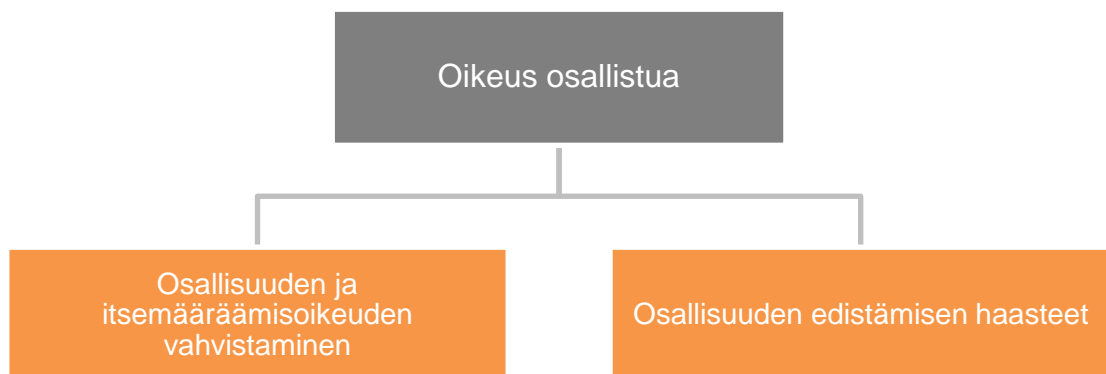 Oikeus osallistua
Osallisuuden ja
itsemääräämisoikeuden
vahvistaminen
Osallisuuden edistämisen haasteet